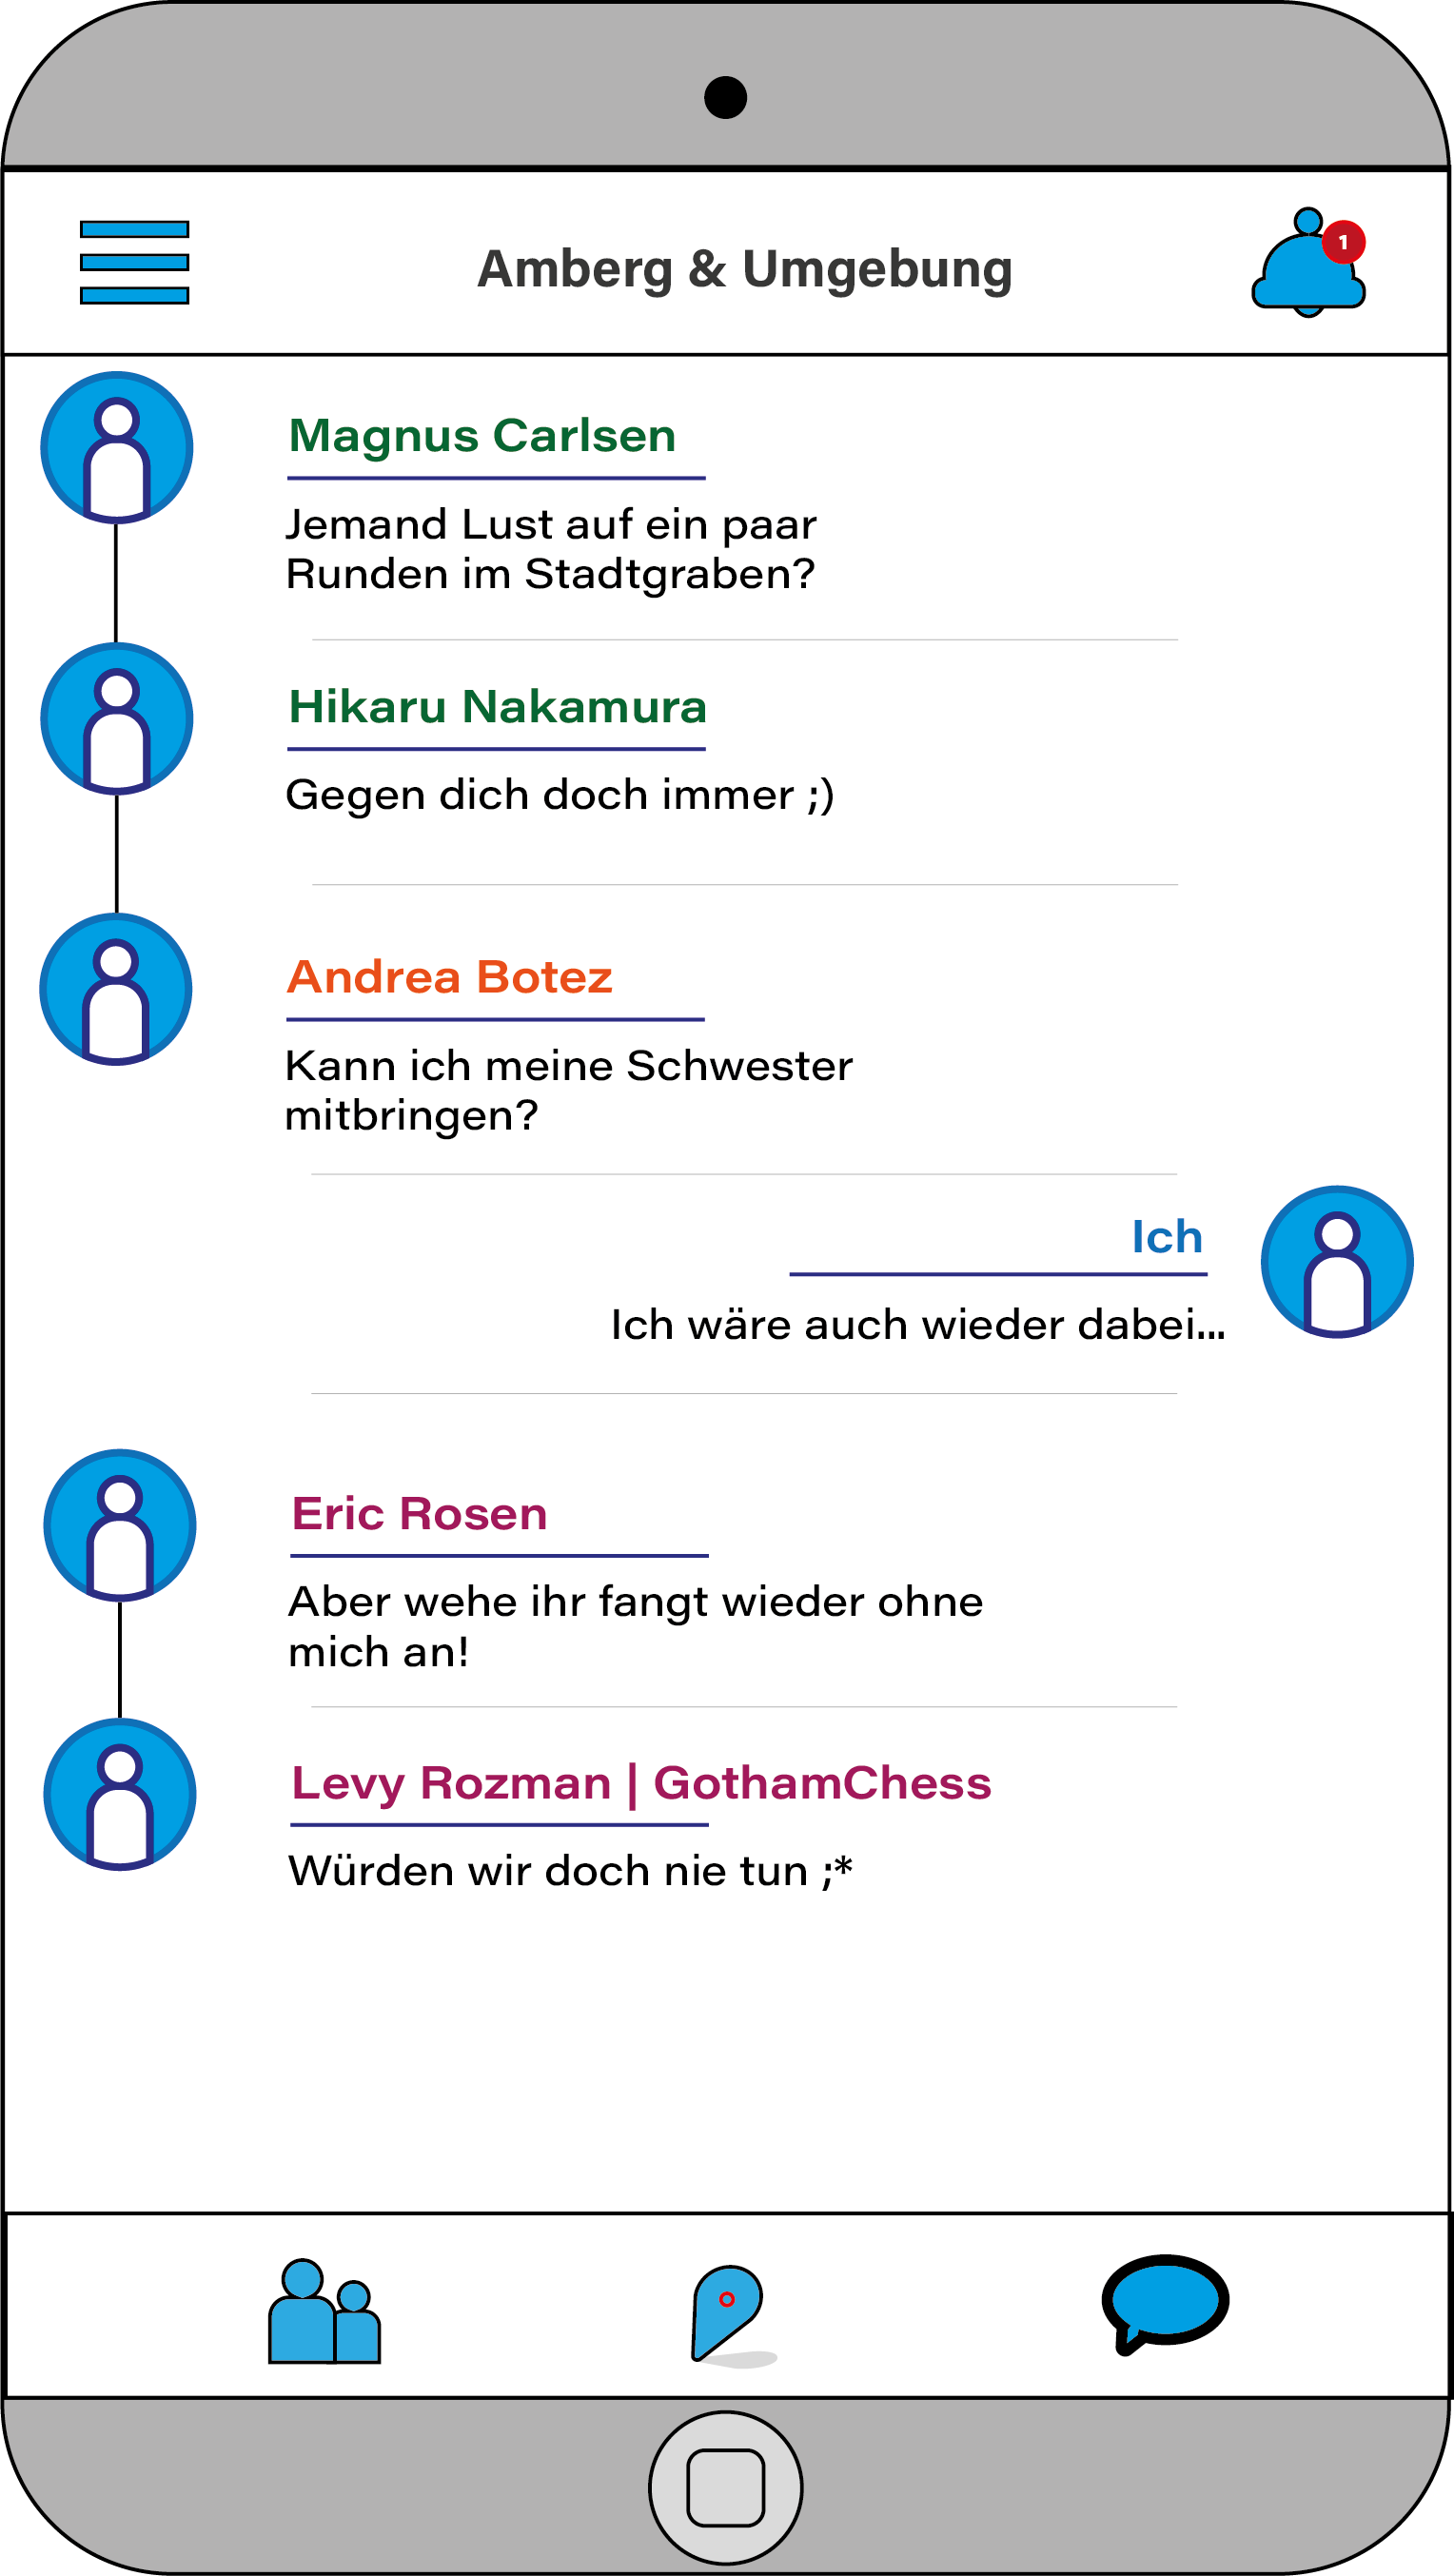 Amberg & Umgebung
1
Magnus Carlsen
Jemand Lust auf ein paar
Runden im Stadtgraben?
Hikaru Nakamura
Gegen dich doch immer ;)
Andrea Botez
Kann ich meine Schwester
mitbringen?
Ich
Ich wäre auch wieder dabei...
Eric Rosen
Aber wehe ihr fangt wieder ohne
mich an!
Levy Rozman | GothamChess
Würden wir doch nie tun ;*